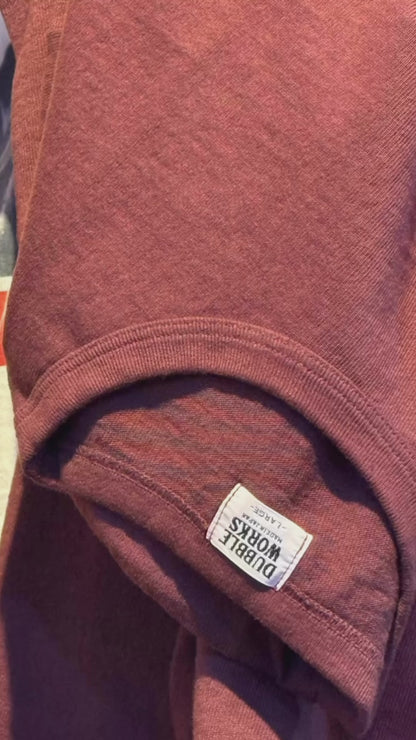 DUBBLE
WORKS
MADE IN JAPAN
-LARGE-